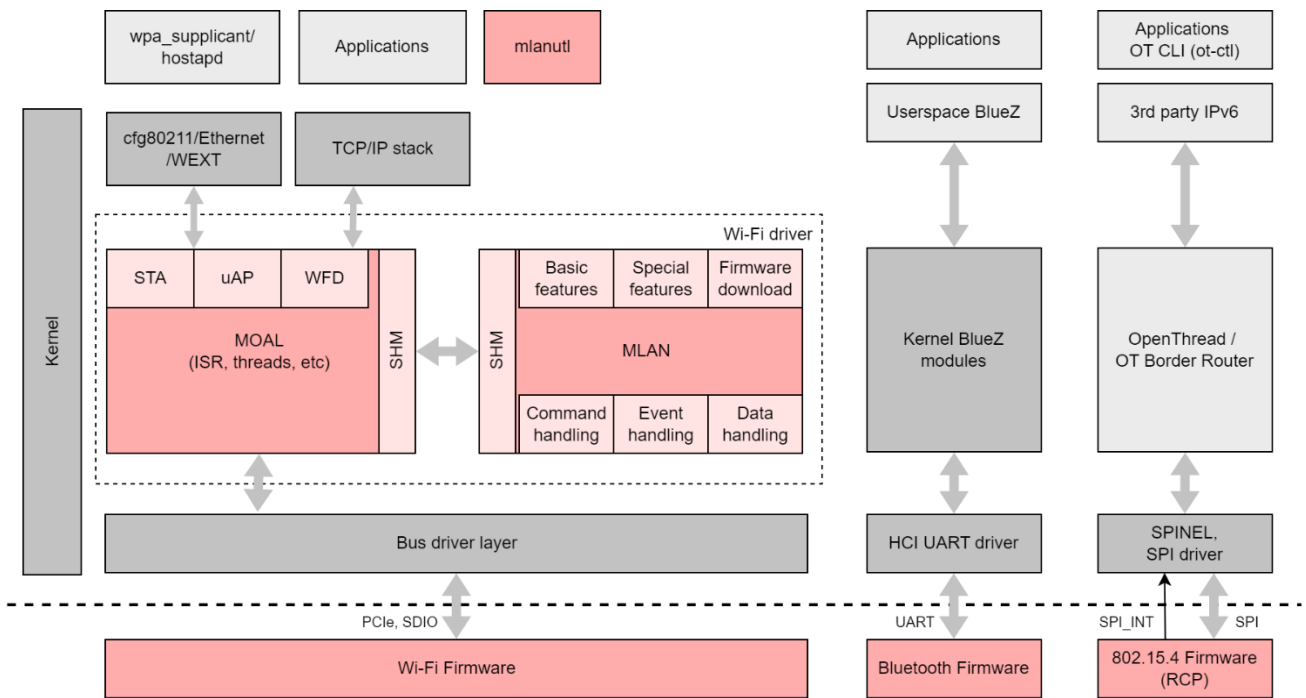 wpa_supplicant/
hostapd
Applications
mlanutl
Applications
Applications
OT CLI (ot-ctl)
Userspace BlueZ
3rd party IPv6
Kernel
cfg80211/Ethernet
/WEXT
TCP/IP stack
Wi-Fi driver
STA
uAP
WFD
MOAL
(ISR, threads, etc)
SHM
SHM
Basic
features
Special
features
Firmware
download
MLAN
Command
handling
Event
handling
Data
handling
Kernel BlueZ
modules
OpenThread /
OT Border Router
Bus driver layer
HCI UART driver
SPINEL,
SPI driver
PCIe, SDIO
UART
SPI_INT
SPI
Wi-Fi Firmware
Bluetooth Firmware
802.15.4 Firmware
(RCP)